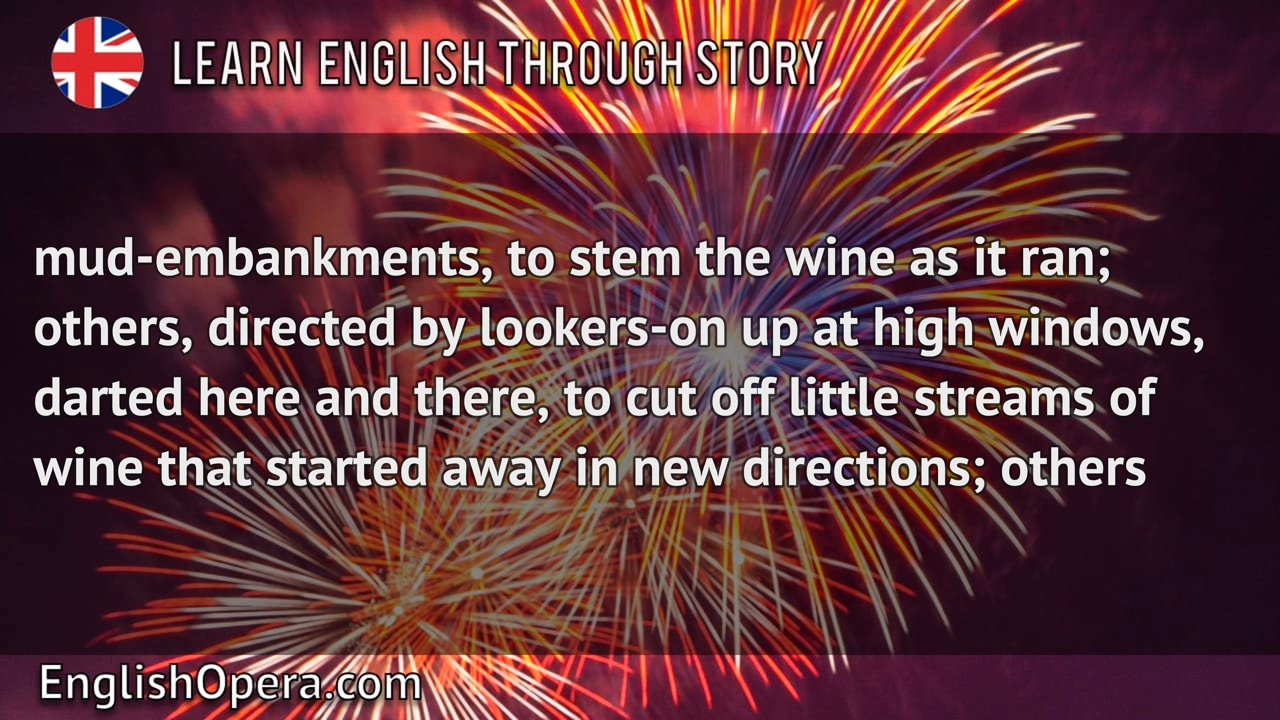 LEARN ENGLISH THROUGH STORY
mud-embankments, to stem the wine as it ran;
others, directed by lookers-on up at high windows,
darted here and there, to cut off little streams of
wine that started away in new directions; others
EnglishOpera.com